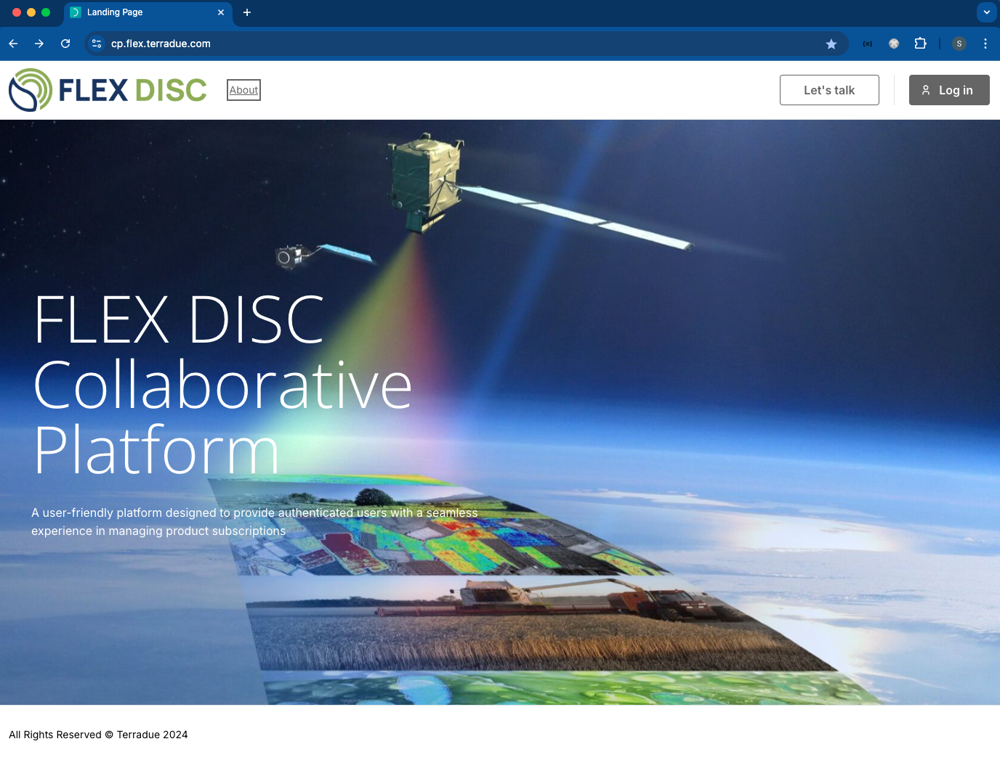 Landing Page
cp.flex.terradue.com
S
FLEX DISC
About
Let's talk
Log in
FLEX DISC
Collaborative
Platform
A user-friendly platform designed to provide authenticated users with a seamless
experience in managing product subscriptions
All Rights Reserved © Terradue 2024